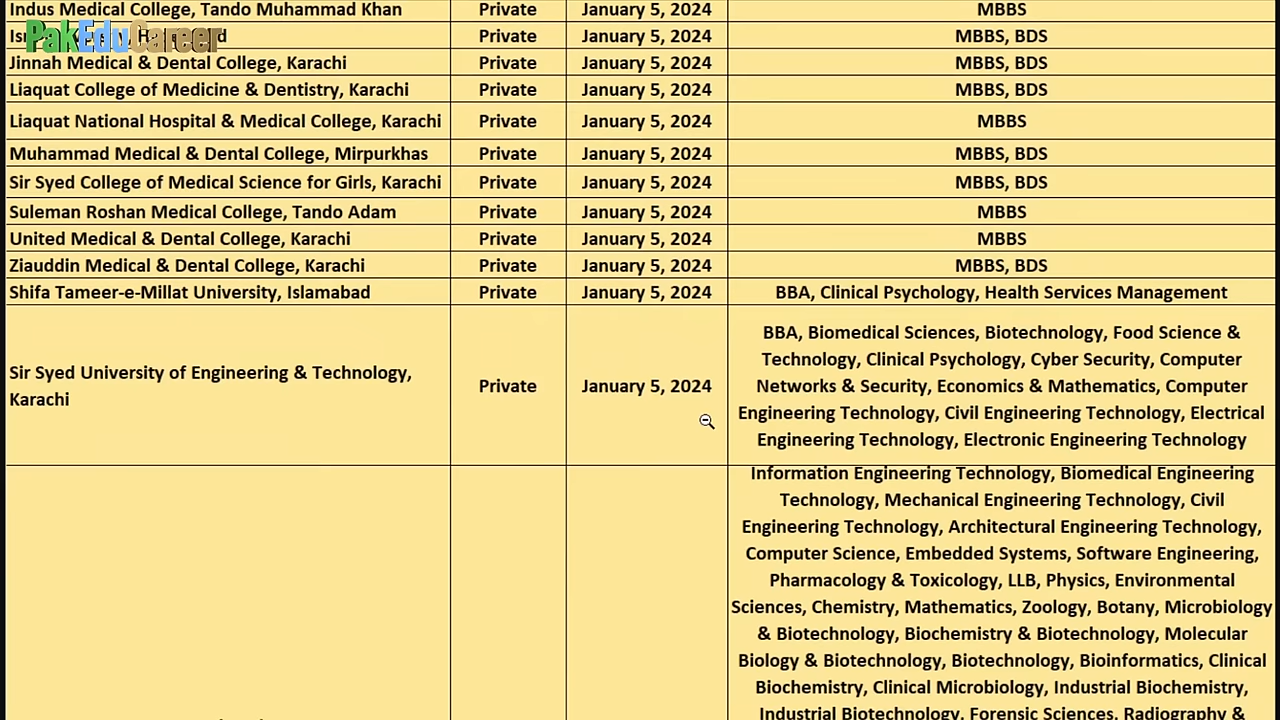 Indus Medical College, Tando Muhammad Khan Private January 5, 2024 MBBS
PakEduCareer
Private January 5, 2024 MBBS, BDS
Jinnah Medical & Dental College, Karachi Private January 5, 2024 MBBS, BDS
Liaquat College of Medicine & Dentistry, Karachi Private January 5, 2024 MBBS, BDS
Liaquat National Hospital & Medical College, Karachi Private January 5, 2024 MBBS
Muhammad Medical & Dental College, Mirpurkhas Private January 5, 2024 MBBS, BDS
Sir Syed College of Medical Science for Girls, Karachi Private January 5, 2024 MBBS, BDS
Suleman Roshan Medical College, Tando Adam Private January 5, 2024 MBBS
United Medical & Dental College, Karachi Private January 5, 2024 MBBS
Ziauddin Medical & Dental College, Karachi Private January 5, 2024 MBBS, BDS
Shifa Tameer-e-Millat University, Islamabad Private January 5, 2024 BBA, Clinical Psychology, Health Services Management
Sir Syed University of Engineering & Technology,
Karachi
Private January 5, 2024
BBA, Biomedical Sciences, Biotechnology, Food Science &
Technology, Clinical Psychology, Cyber Security, Computer
Networks & Security, Economics & Mathematics, Computer
Engineering Technology, Civil Engineering Technology, Electrical
Engineering Technology, Electronic Engineering Technology
Information Engineering Technology, Biomedical Engineering
Technology, Mechanical Engineering Technology, Civil
Engineering Technology, Architectural Engineering Technology,
Computer Science, Embedded Systems, Software Engineering,
Pharmacology & Toxicology, LLB, Physics, Environmental
Sciences, Chemistry, Mathematics, Zoology, Botany, Microbiology
& Biotechnology, Biochemistry & Biotechnology, Molecular
Biology & Biotechnology, Biotechnology, Bioinformatics, Clinical
Biochemistry, Clinical Microbiology, Industrial Biochemistry,
Industrial Biotechnology, Forensic Sciences, Radiography &